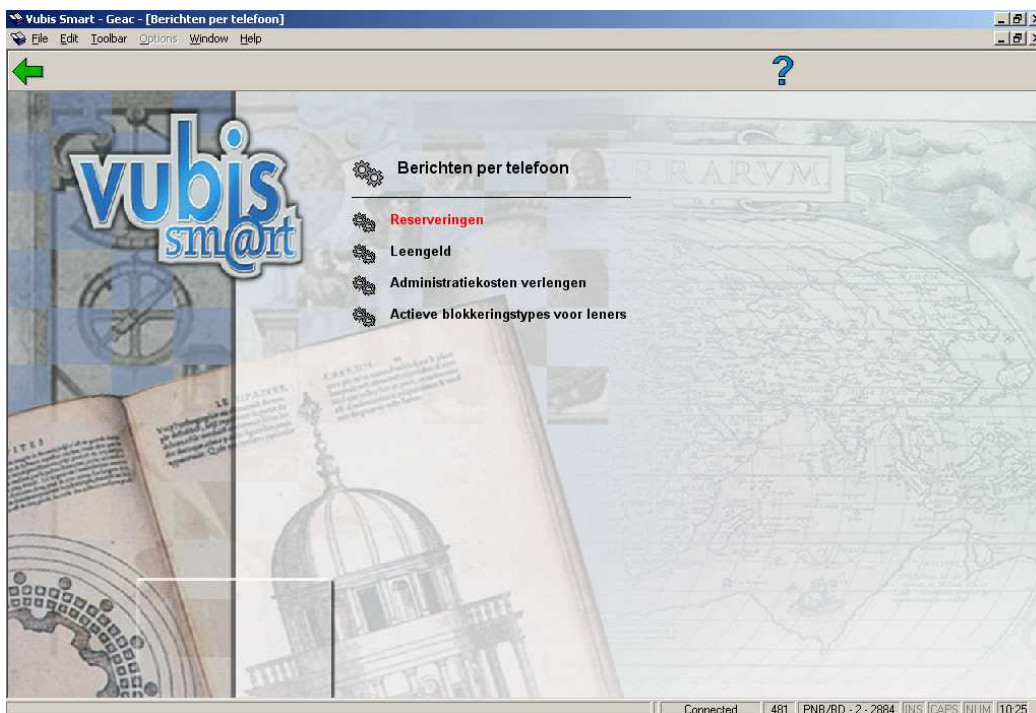 Vubis Smart - Geac - [Berichten per telefoon]
File Edit Toolbar Options Window Help
?
vubis
sm@rt
RARVM
Berichten per telefoon
Reserveringen
Leengeld
Administratiekosten verlengen
Actieve blokkeringstypes voor leners
Connected 481 PNB/BD - 2 - 2884 INS CAPS NUM 10:25